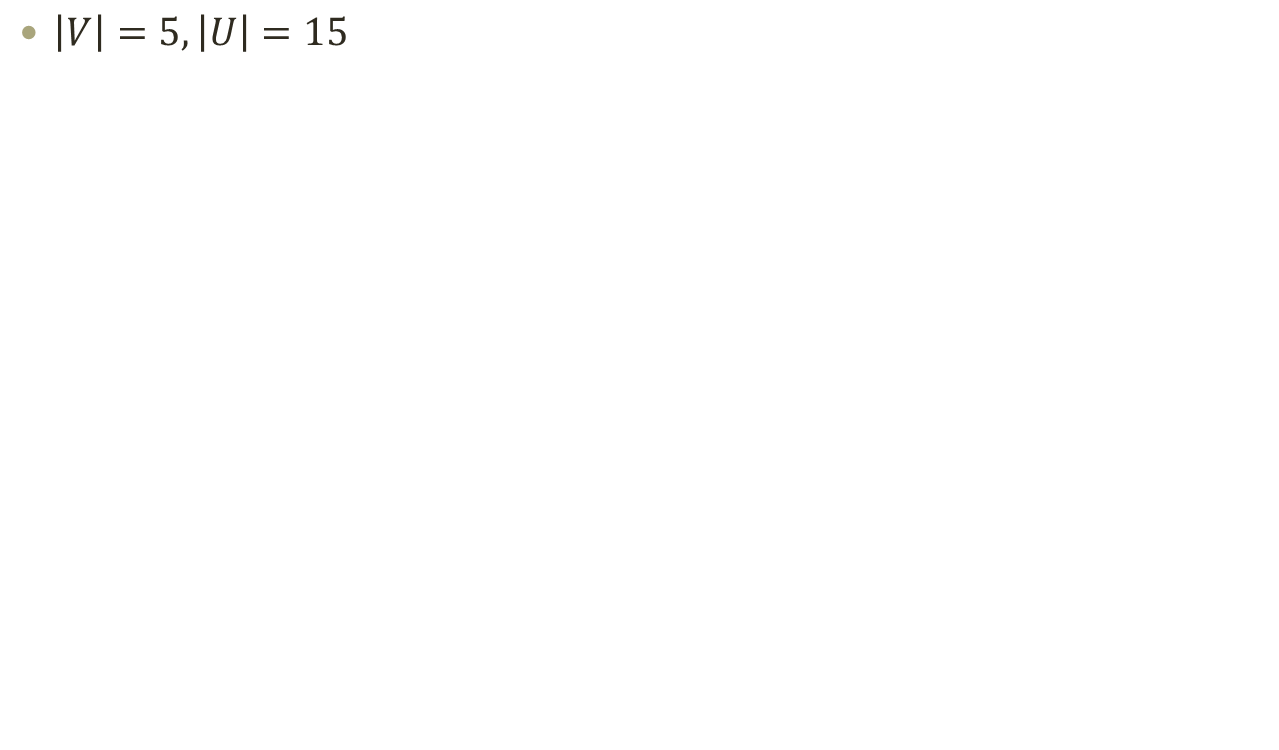 • |V| = 5, |U| = 15